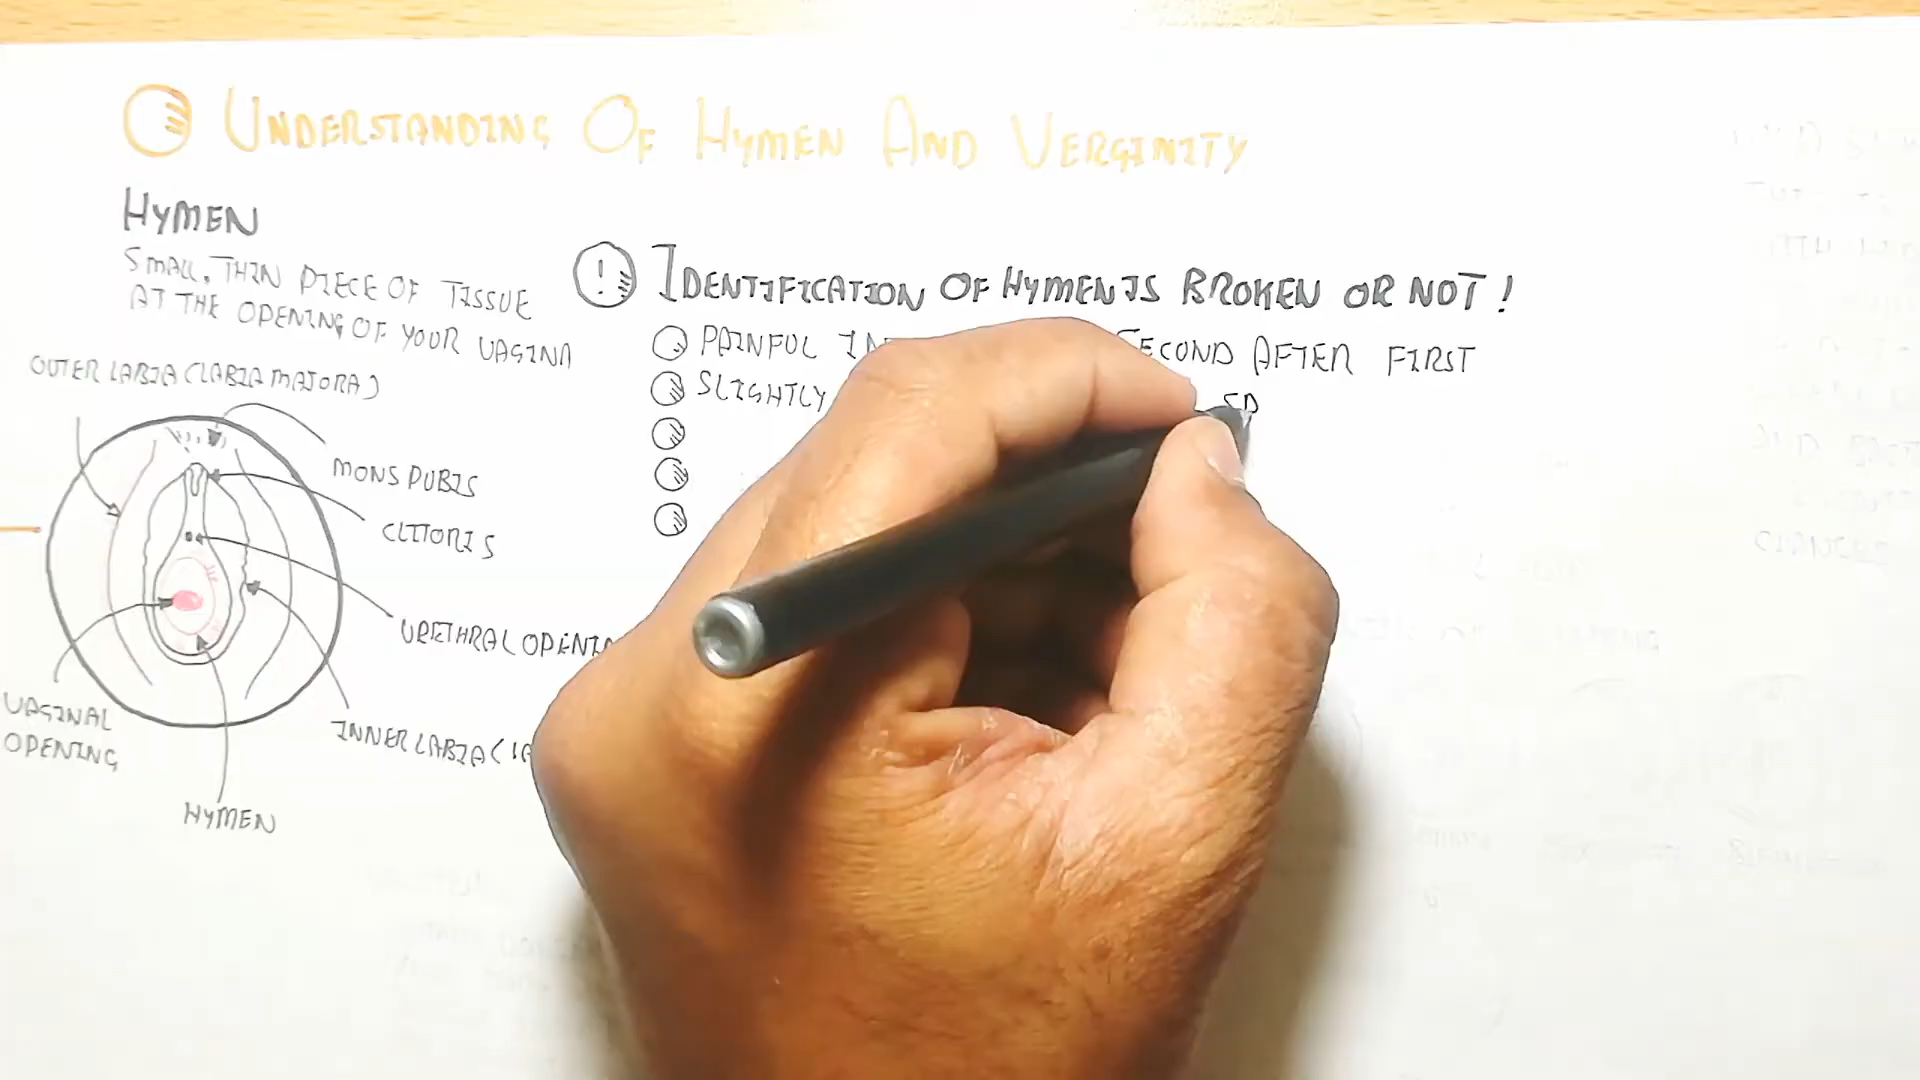 UNDERSTANDING OF HYMEN AND VERGINITY
HYMEN
SMALL, THIN PIECE OF TISSUE
AT THE OPENING OF YOUR VAGINA
OUTER LABIA (LABIA MAJORA)
MONS PUBIS
CLITORIS
URETHRAL
INNER LABIA
VAGINAL
OPENING
HYMEN
! IDENTIFICATION OF HYMEN IS BROKEN OR NOT!
PAINFUL SECOND AFTER FIRST
SLIGHTLY